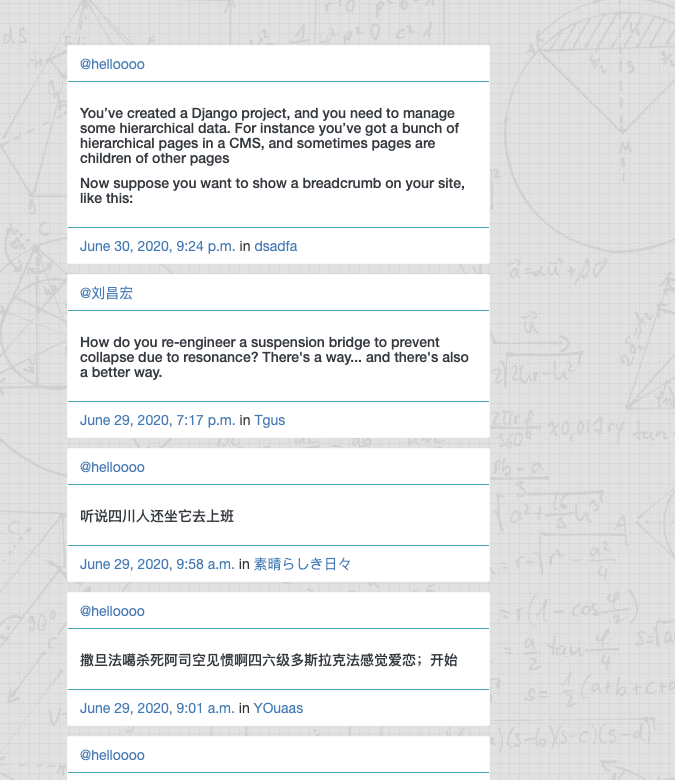 @helloooo
You've created a Django project, and you need to manage
some hierarchical data. For instance you've got a bunch of
hierarchical pages in a CMS, and sometimes pages are
children of other pages
Now suppose you want to show a breadcrumb on your site,
like this:
June 30, 2020, 9:24 p.m. in dsadfa
@刘昌宏
How do you re-engineer a suspension bridge to prevent
collapse due to resonance? There's a way... and there's also
a better way.
June 29, 2020, 7:17 p.m. in Tgus
@helloooo
听说四川人还坐它去上班
June 29, 2020, 9:58 a.m. in 素晴らしき日々
@helloooo
撒旦法噶杀死阿司空见惯啊四六级多斯拉克法感觉爱恋；开始
June 29, 2020, 9:01 a.m. in YOuaas
@helloooo